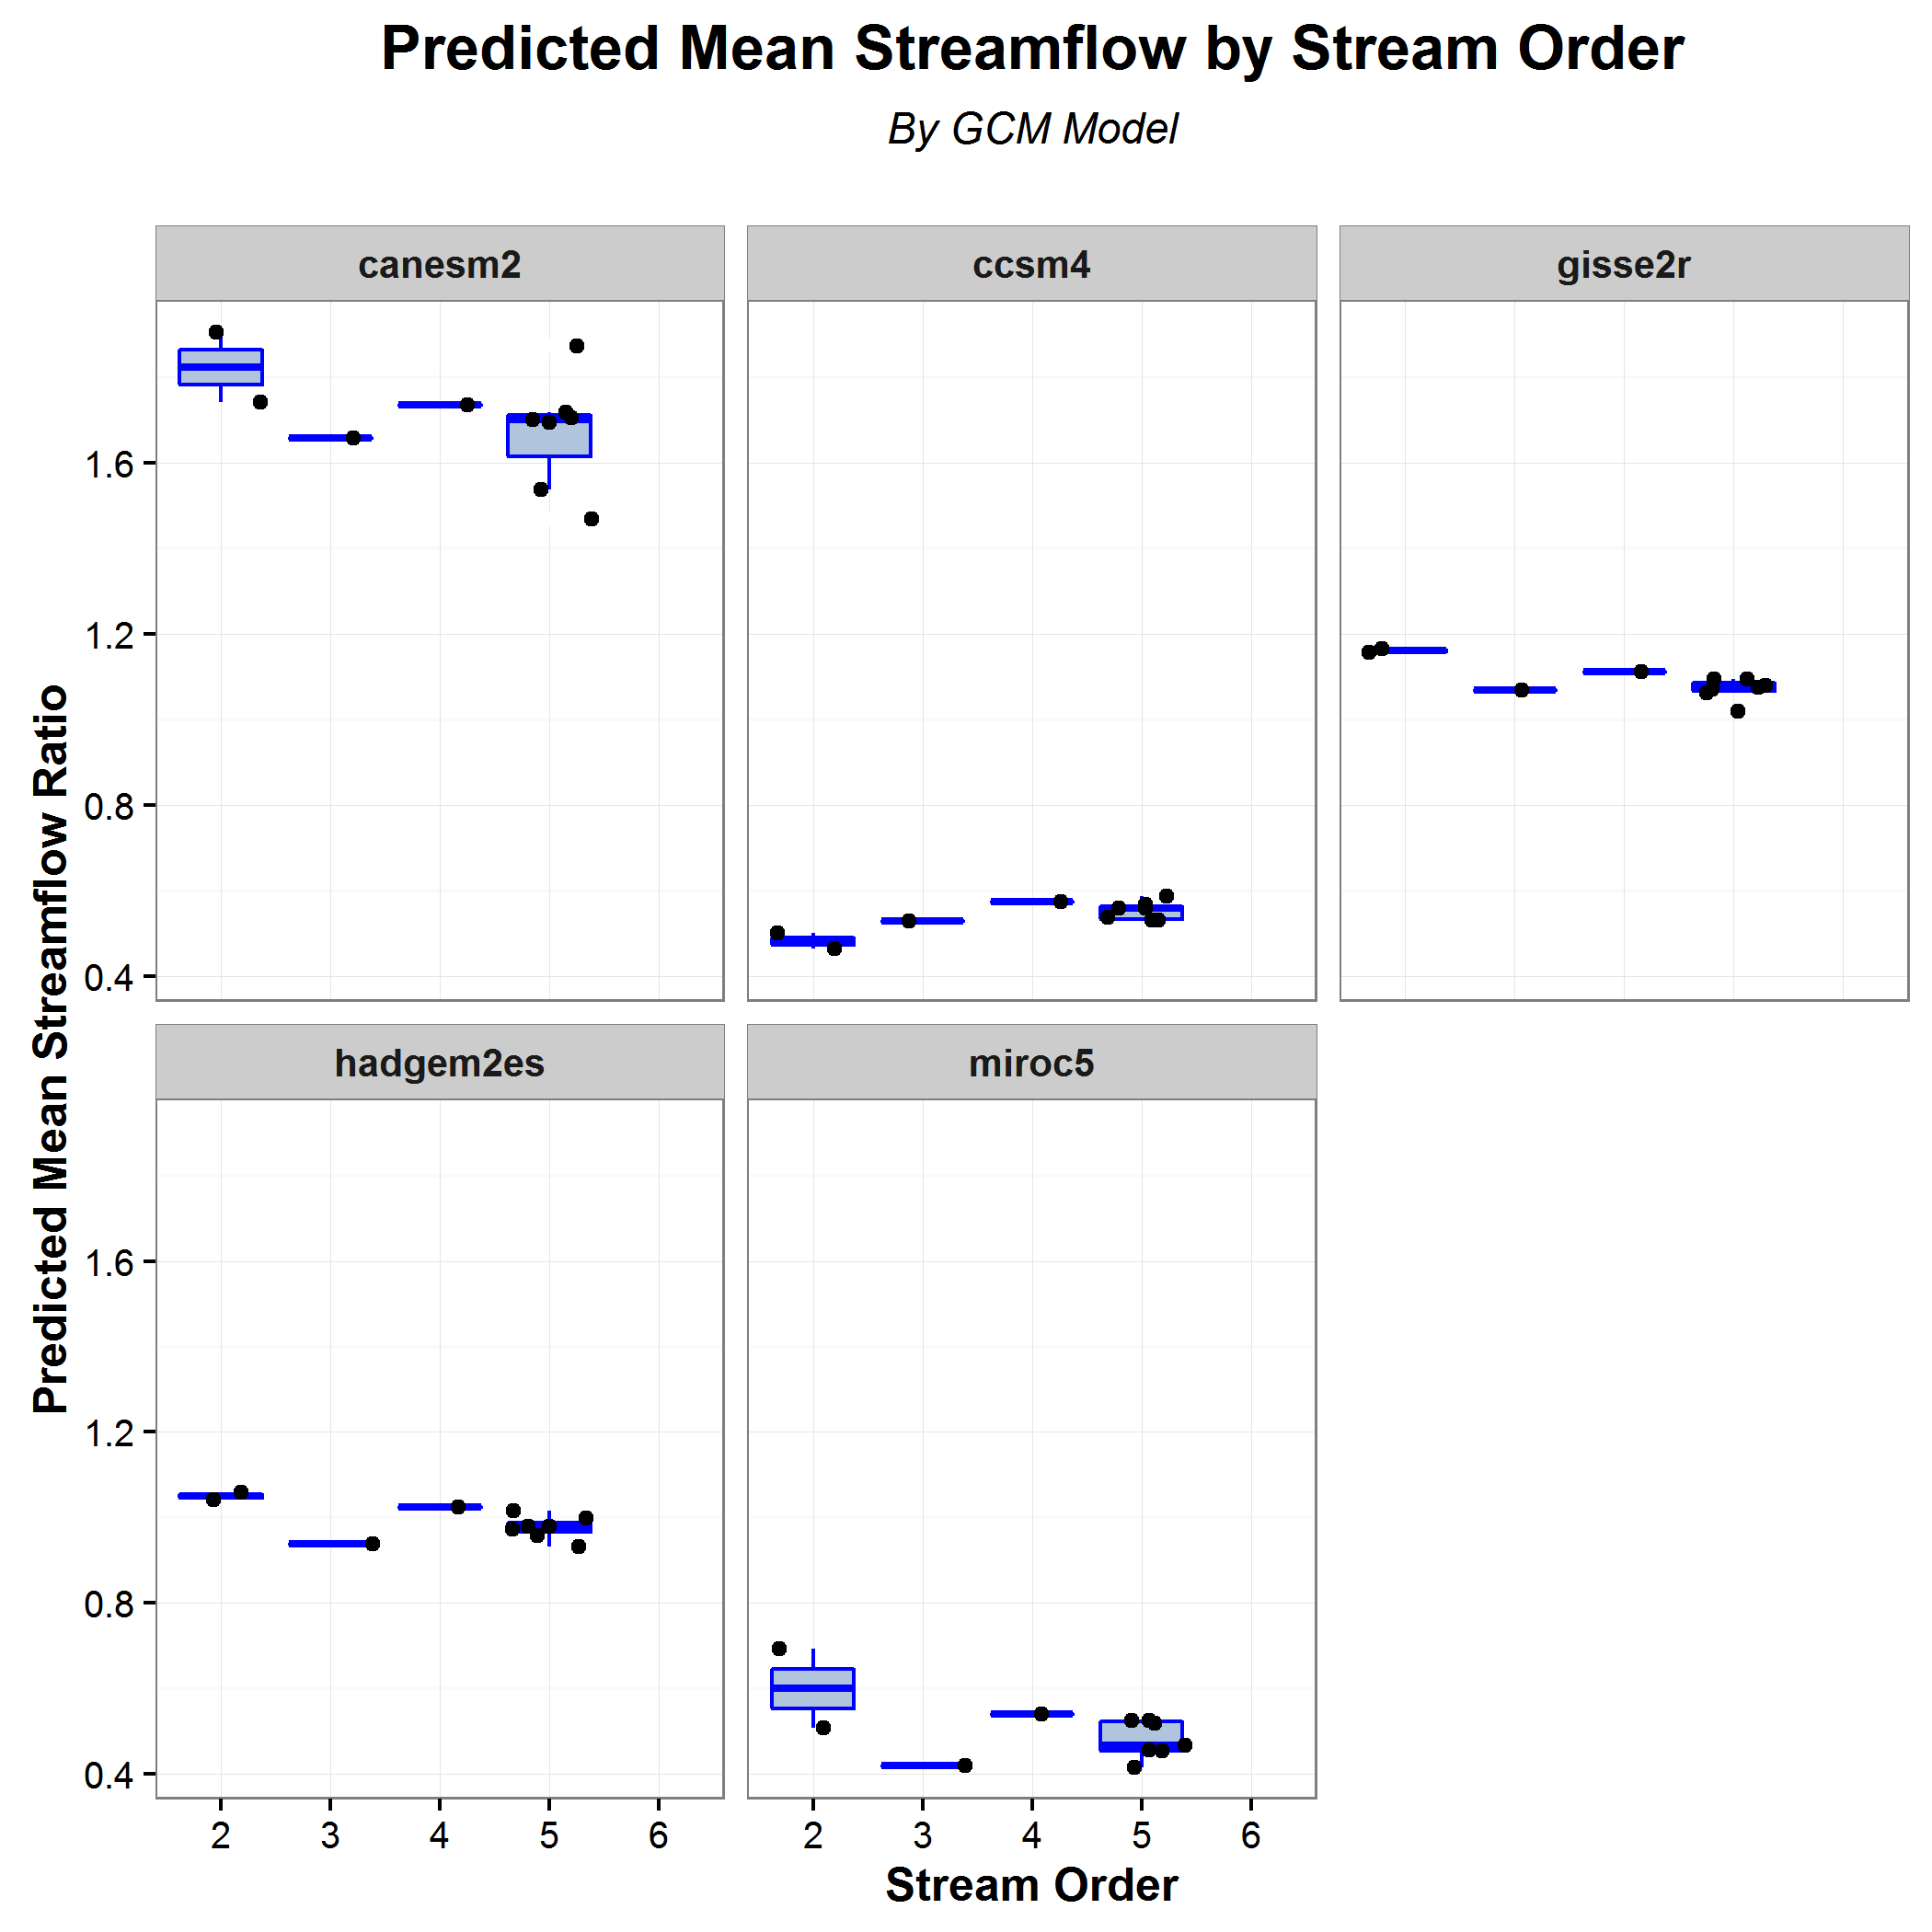 Predicted Mean Streamflow by Stream Order
By GCM Model
canesm2
ccsm4
gisse2r
1.6
1.2
0.8
0.4
Predicted Mean Streamflow Ratio
hadgem2es
miroc5
1.6
1.2
0.8
0.4
2 3 4 5 6
2 3 4 5 6
Stream Order